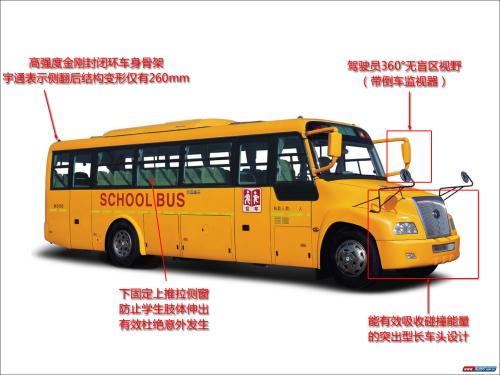 高强度金刚封闭环车身骨架
宇通表示侧翻后结构变形仅有260mm
驾驶员360°无盲区视野
(带倒车监视器)
SCHOOL BUS
下固定上推拉侧窗
防止学生肢体伸出
有效杜绝意外发生
能有效吸收碰撞能量
的突出型长车头设计